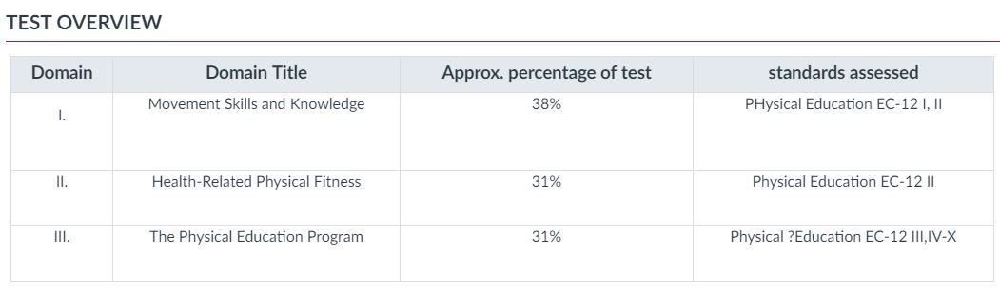 TEST OVERVIEW
Domain Domain Title Approx. percentage of test standards assessed
I. Movement Skills and Knowledge 38% PHysical Education EC-12 I, II
II. Health-Related Physical Fitness 31% Physical Education EC-12 II
III. The Physical Education Program 31% Physical ?Education EC-12 III,IV-X